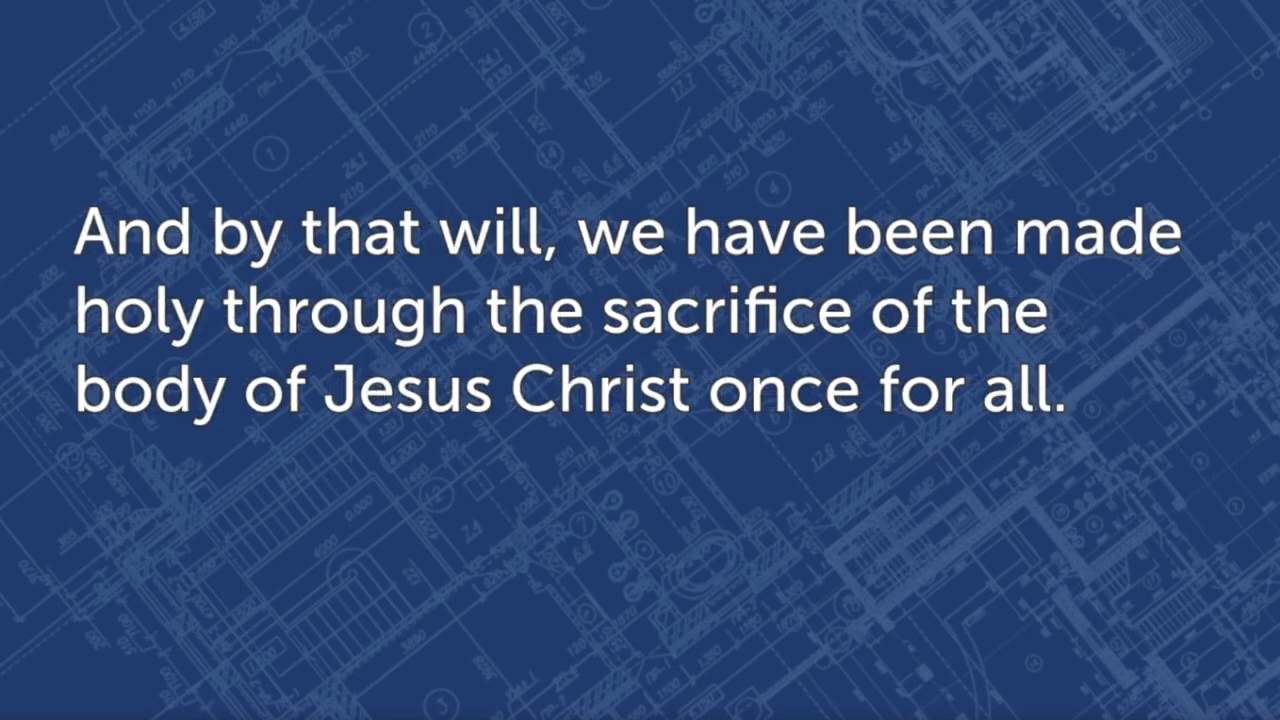 And by that will, we have been made
holy through the sacrifice of the
body of Jesus Christ once for all.